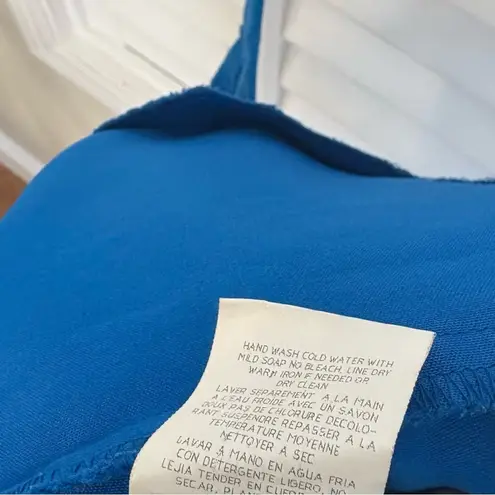 HAND WASH COLD WATER WITH
MILD SOAP NO BLEACH, LINE DRY
WARM IRON IF NEEDED OR
DRY CLEAN
LAVER SEPAREMENT A LA MAIN
A L'EAU FROIDE AVEC UN SAVON
DOUX PAS DE CHLORURE DECOLO-
RANT SUSPENDRE REPASSER A LA
TEMPERATURE MOYENNE
NETTOYER A SEC
LAVAR A MANO EN AGUA FRIA
CON DETERGENTE LIGERO, NO
LEJIA TENDER EN CUERDA
SECAR,